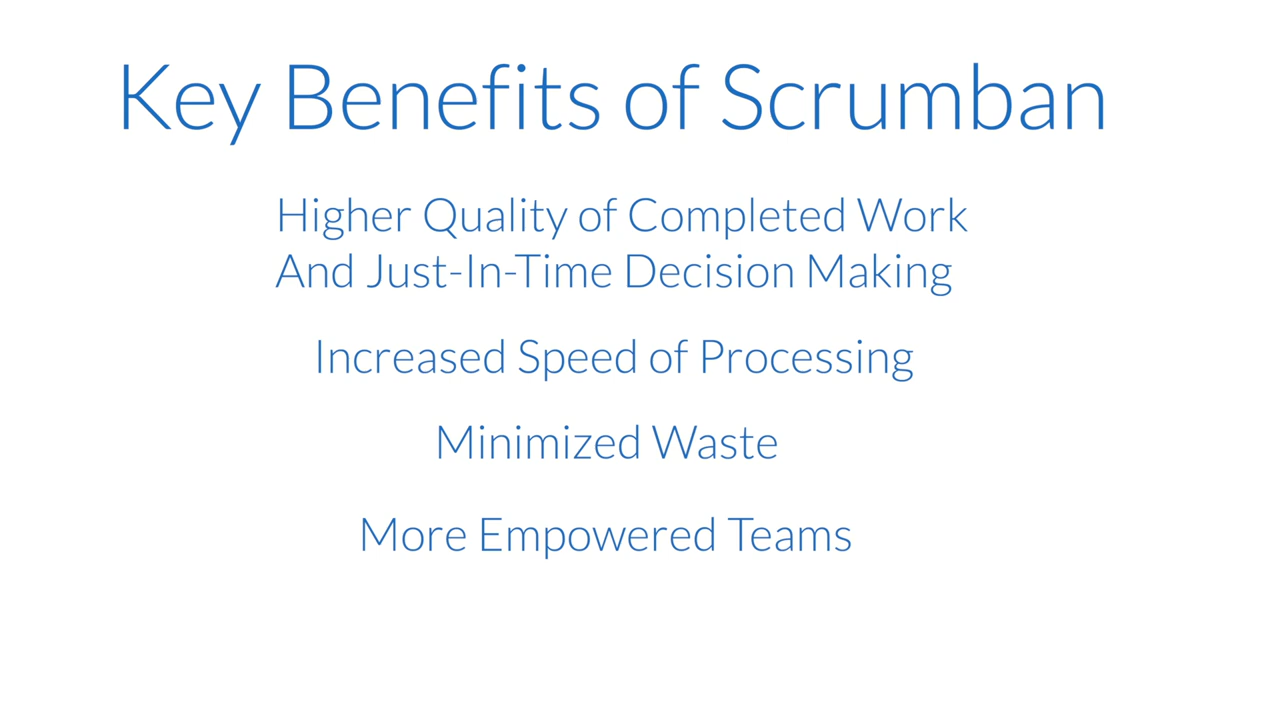 Key Benefits of Scrumban
Higher Quality of Completed Work
And Just-In-Time Decision Making
Increased Speed of Processing
Minimized Waste
More Empowered Teams